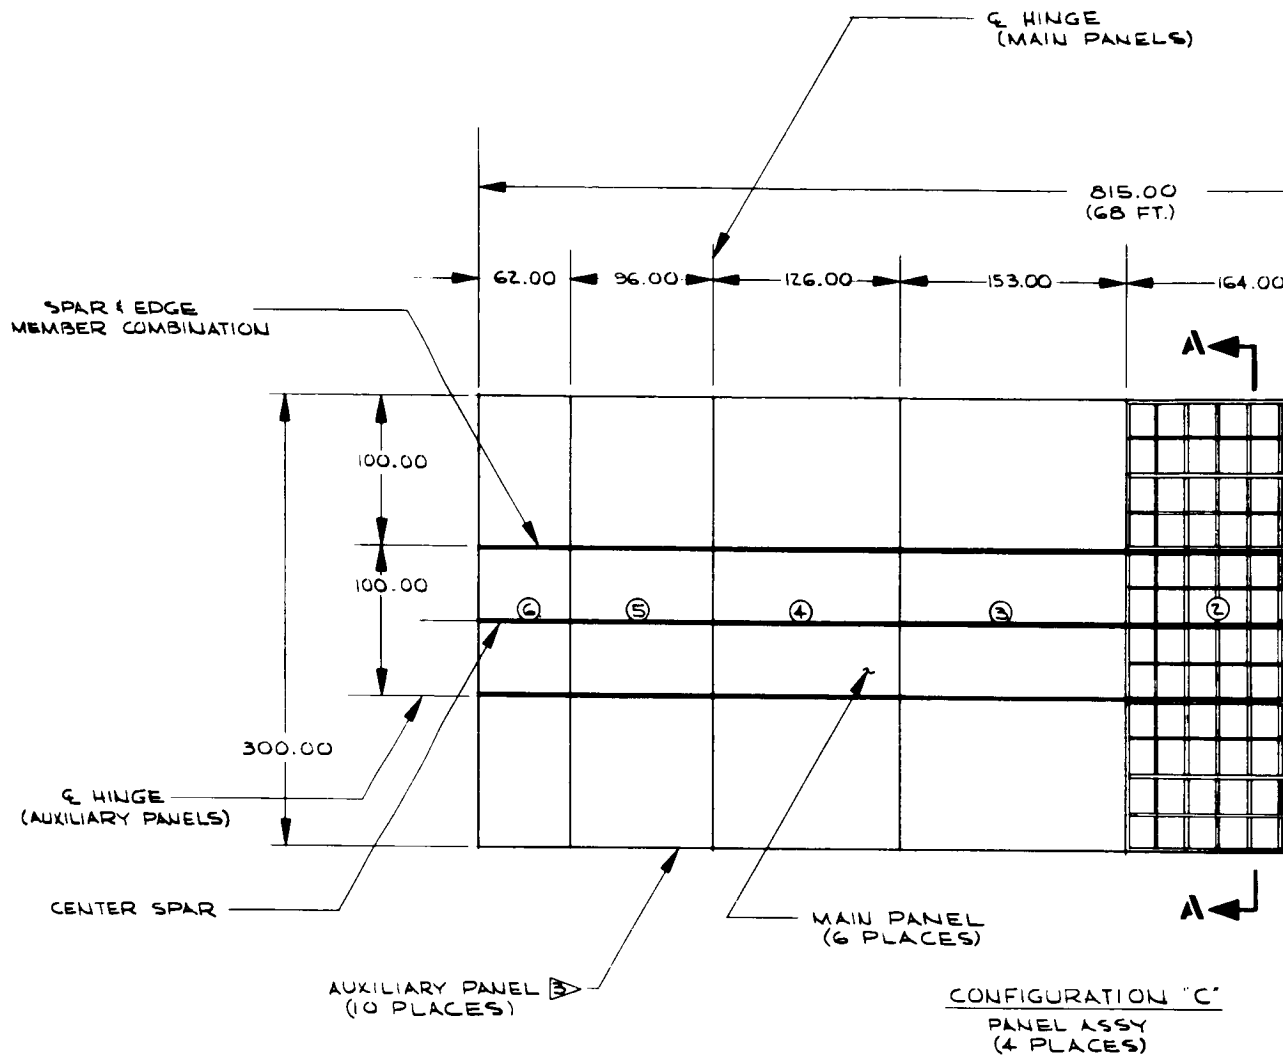 ℄ HINGE
(MAIN PANELS)
815.00
(68 FT.)
62.00 96.00 126.00 153.00 164.00
SPAR & EDGE
MEMBER COMBINATION
A
100.00
100.00
6 5 4 3 2
300.00
℄ HINGE
(AUXILIARY PANELS)
CENTER SPAR
MAIN PANEL
(6 PLACES)
A
AUXILIARY PANEL 3
(10 PLACES)
CONFIGURATION "C"
PANEL ASSY
(4 PLACES)